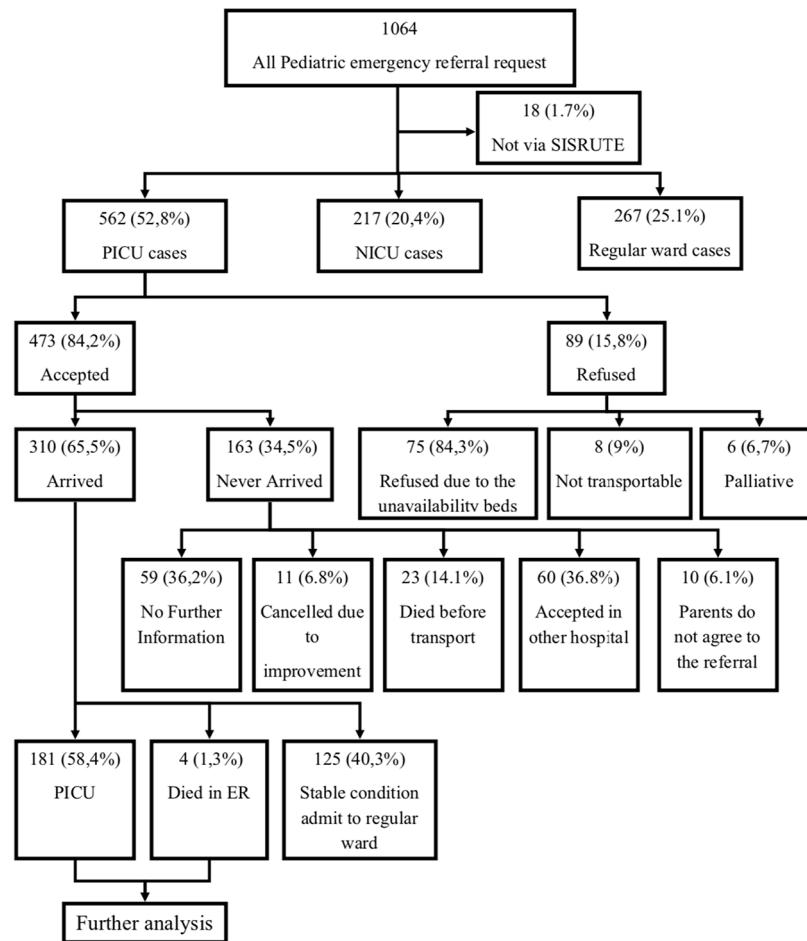 1064
All Pediatric emergency referral request
18 (1.7%)
Not via SISRUTE
562 (52,8%)
PICU cases
217 (20,4%)
NICU cases
267 (25.1%)
Regular ward cases
473 (84,2%)
Accepted
89 (15,8%)
Refused
310 (65,5%)
Arrived
163 (34,5%)
Never Arrived
75 (84,3%)
Refused due to the
unavailability beds
8 (9%)
Not transportable
6 (6,7%)
Palliative
59 (36,2%)
No Further
Information
11 (6.8%)
Cancelled due
to
improvement
23 (14.1%)
Died before
transport
60 (36.8%)
Accepted in
other hospital
10 (6.1%)
Parents do
not agree to
the referral
181 (58,4%)
PICU
4 (1,3%)
Died in ER
125 (40,3%)
Stable condition
admit to regular
ward
Further analysis